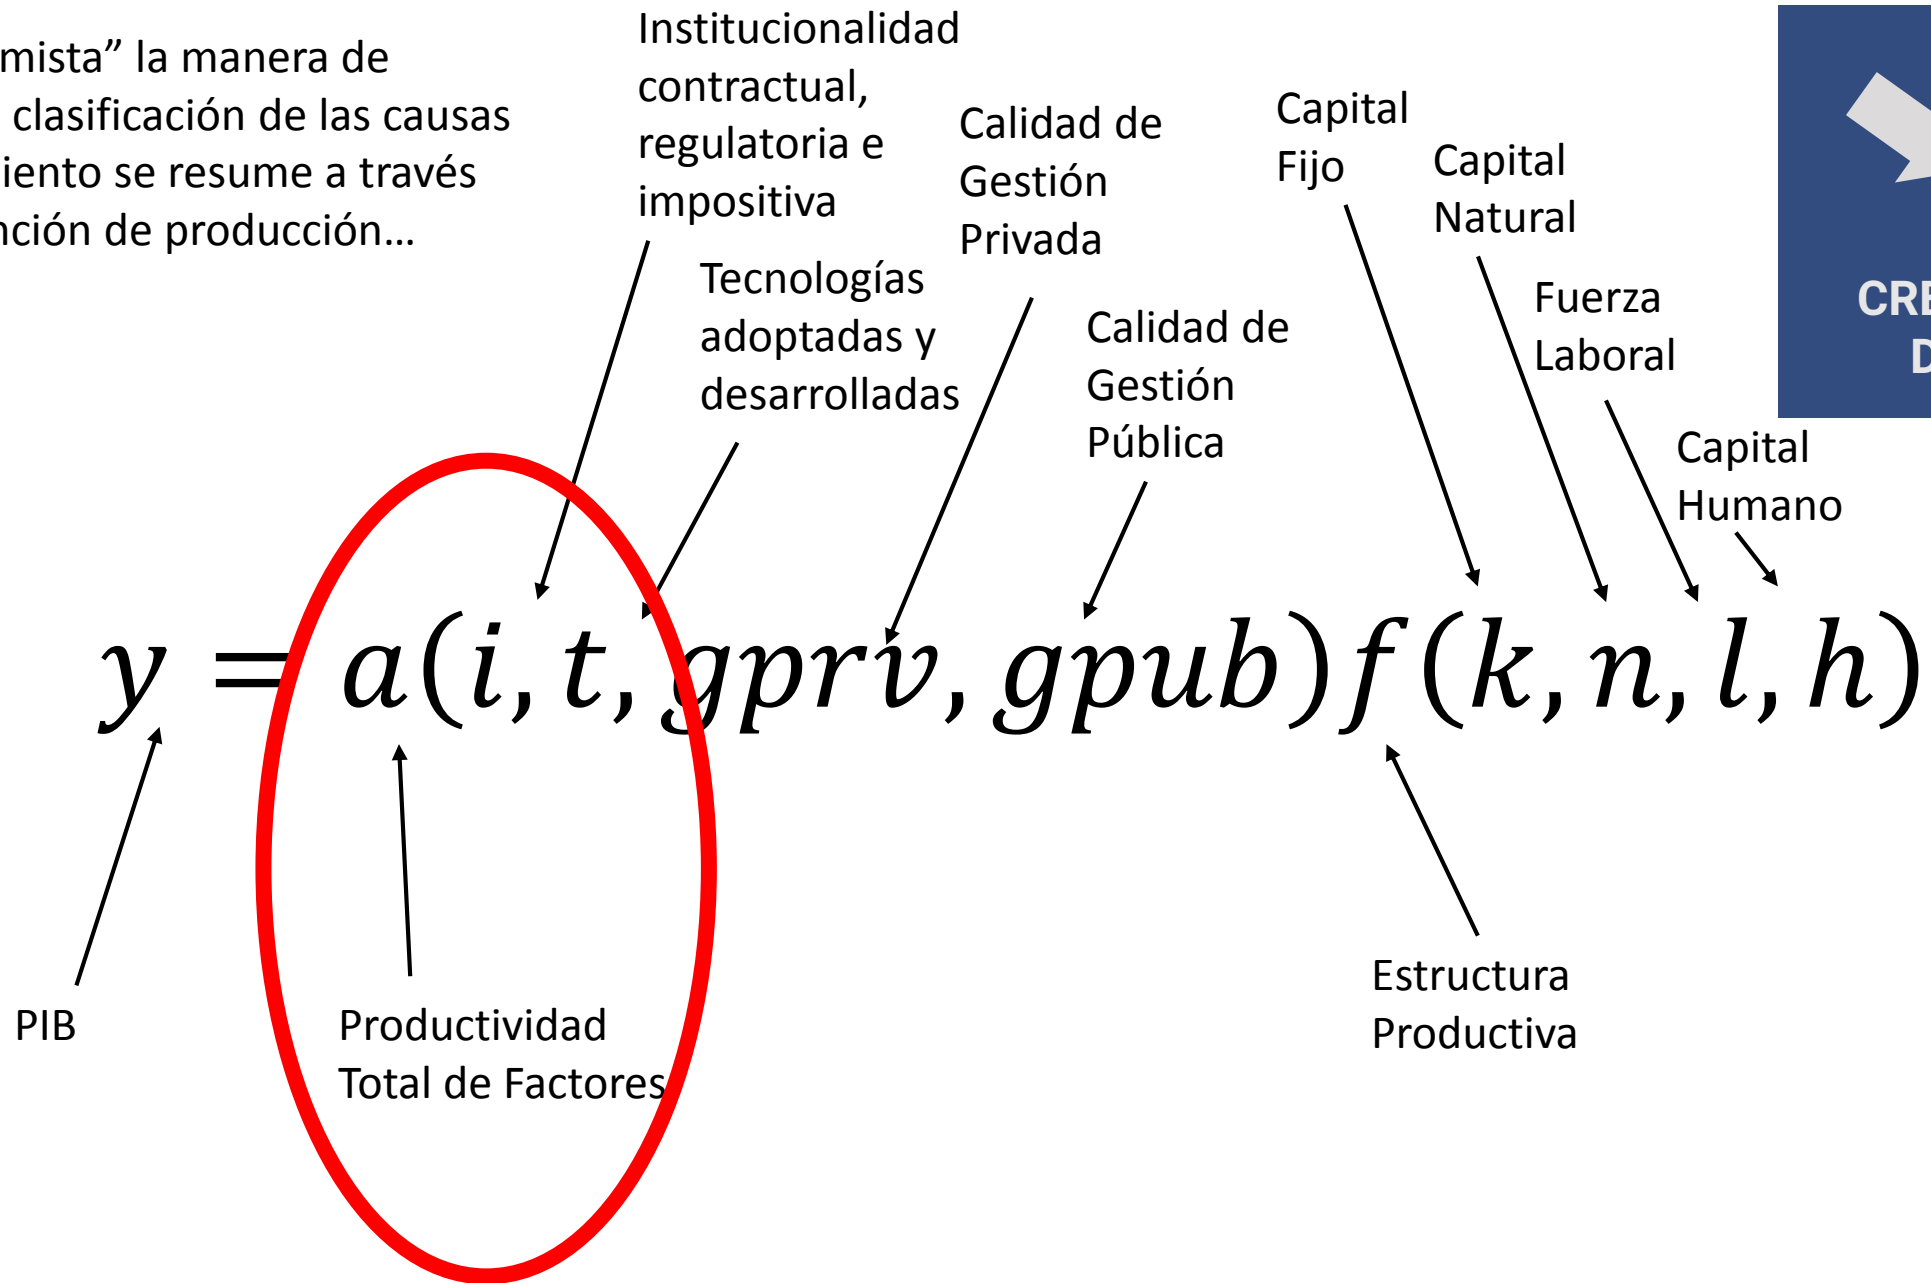 mista” la manera de
clasificación de las causas
iento se resume a través
nción de producción…
Institucionalidad
contractual,
regulatoria e
impositiva
Tecnologías
adoptadas y
desarrolladas
Calidad de
Gestión
Privada
Calidad de
Gestión
Pública
Capital
Fijo
Capital
Natural
Fuerza
Laboral
Capital
Humano
CRE
D
y = a(i, t, gprv, gpub)f(k, n, l, h)
PIB
Productividad
Total de Factores
Estructura
Productiva